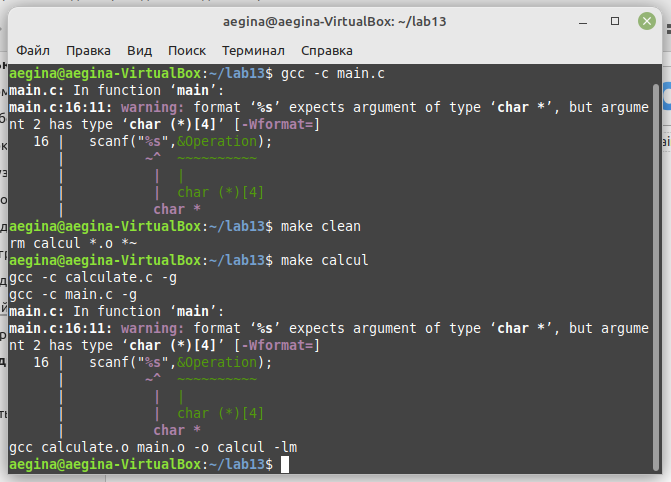 aegina@aegina-VirtualBox: ~/lab13
Файл Правка Вид Поиск Терминал Справка
aegina@aegina-VirtualBox:~/lab13$ gcc -c main.c
main.c: In function ‘main’:
main.c:16:11: warning: format ‘%s’ expects argument of type ‘char *’, but argume
nt 2 has type ‘char (*)[4]’ [-Wformat=]
   16 |   scanf("%s",&Operation);
      |          ~^  ~~~~~~~~~~
      |           |  |
      |           |  char (*)[4]
      |           char *
aegina@aegina-VirtualBox:~/lab13$ make clean
rm calcul *.o *~
aegina@aegina-VirtualBox:~/lab13$ make calcul
gcc -c calculate.c -g
gcc -c main.c -g
main.c: In function ‘main’:
main.c:16:11: warning: format ‘%s’ expects argument of type ‘char *’, but argume
nt 2 has type ‘char (*)[4]’ [-Wformat=]
   16 |   scanf("%s",&Operation);
      |          ~^  ~~~~~~~~~~
      |           |  |
      |           |  char (*)[4]
      |           char *
gcc calculate.o main.o -o calcul -lm
aegina@aegina-VirtualBox:~/lab13$